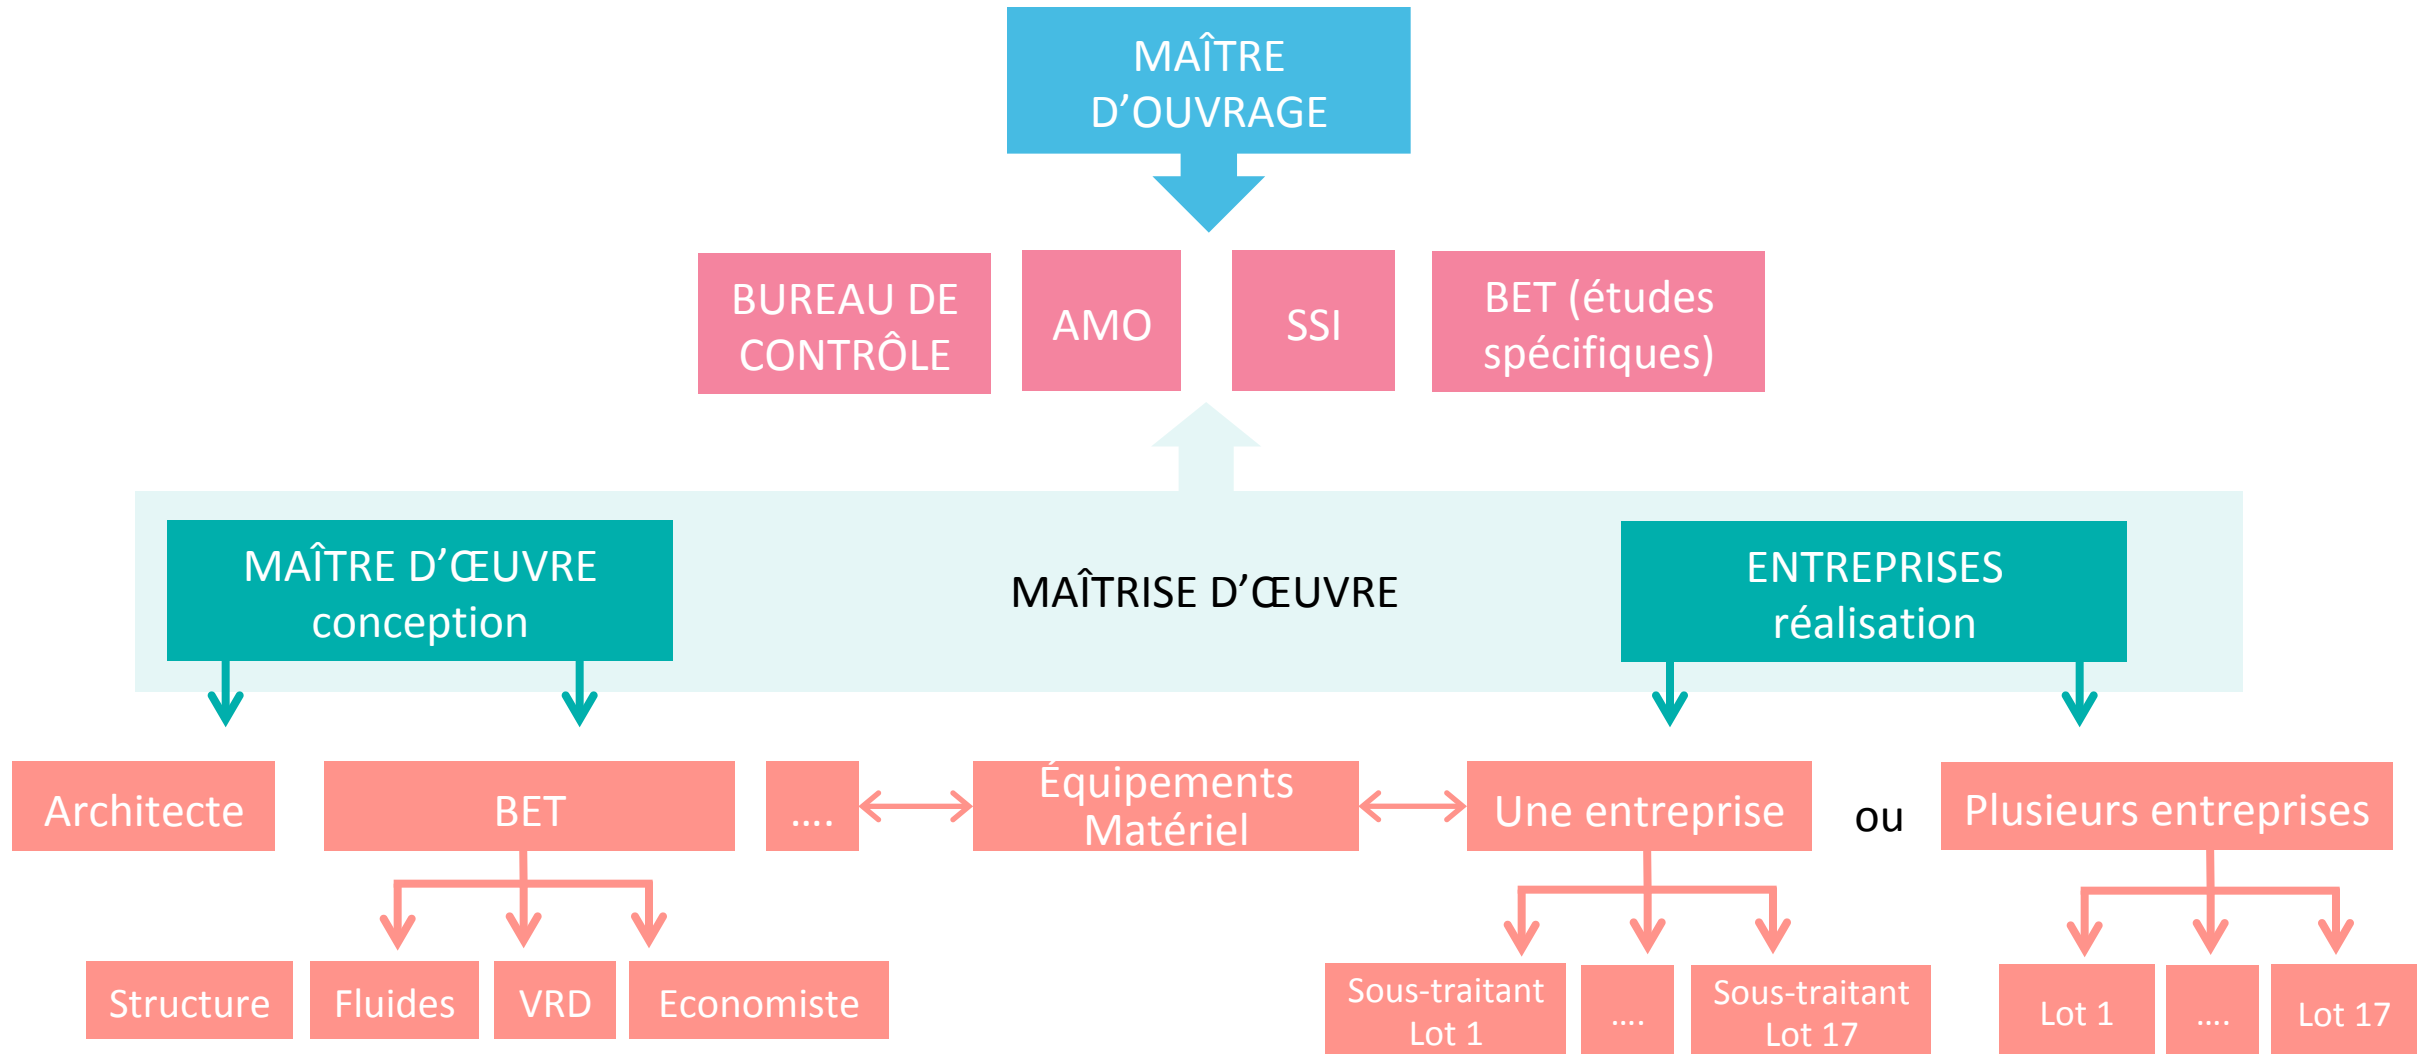 MAÎTRE
D’OUVRAGE
BUREAU DE
CONTRÔLE
AMO
SSI
BET (études
spécifiques)
MAÎTRE D’ŒUVRE
conception
MAÎTRISE D’ŒUVRE
ENTREPRISES
réalisation
Architecte
BET
....
Équipements
Matériel
Une entreprise
ou
Plusieurs entreprises
Structure
Fluides
VRD
Economiste
Sous-traitant
Lot 1
....
Sous-traitant
Lot 17
Lot 1
....
Lot 17